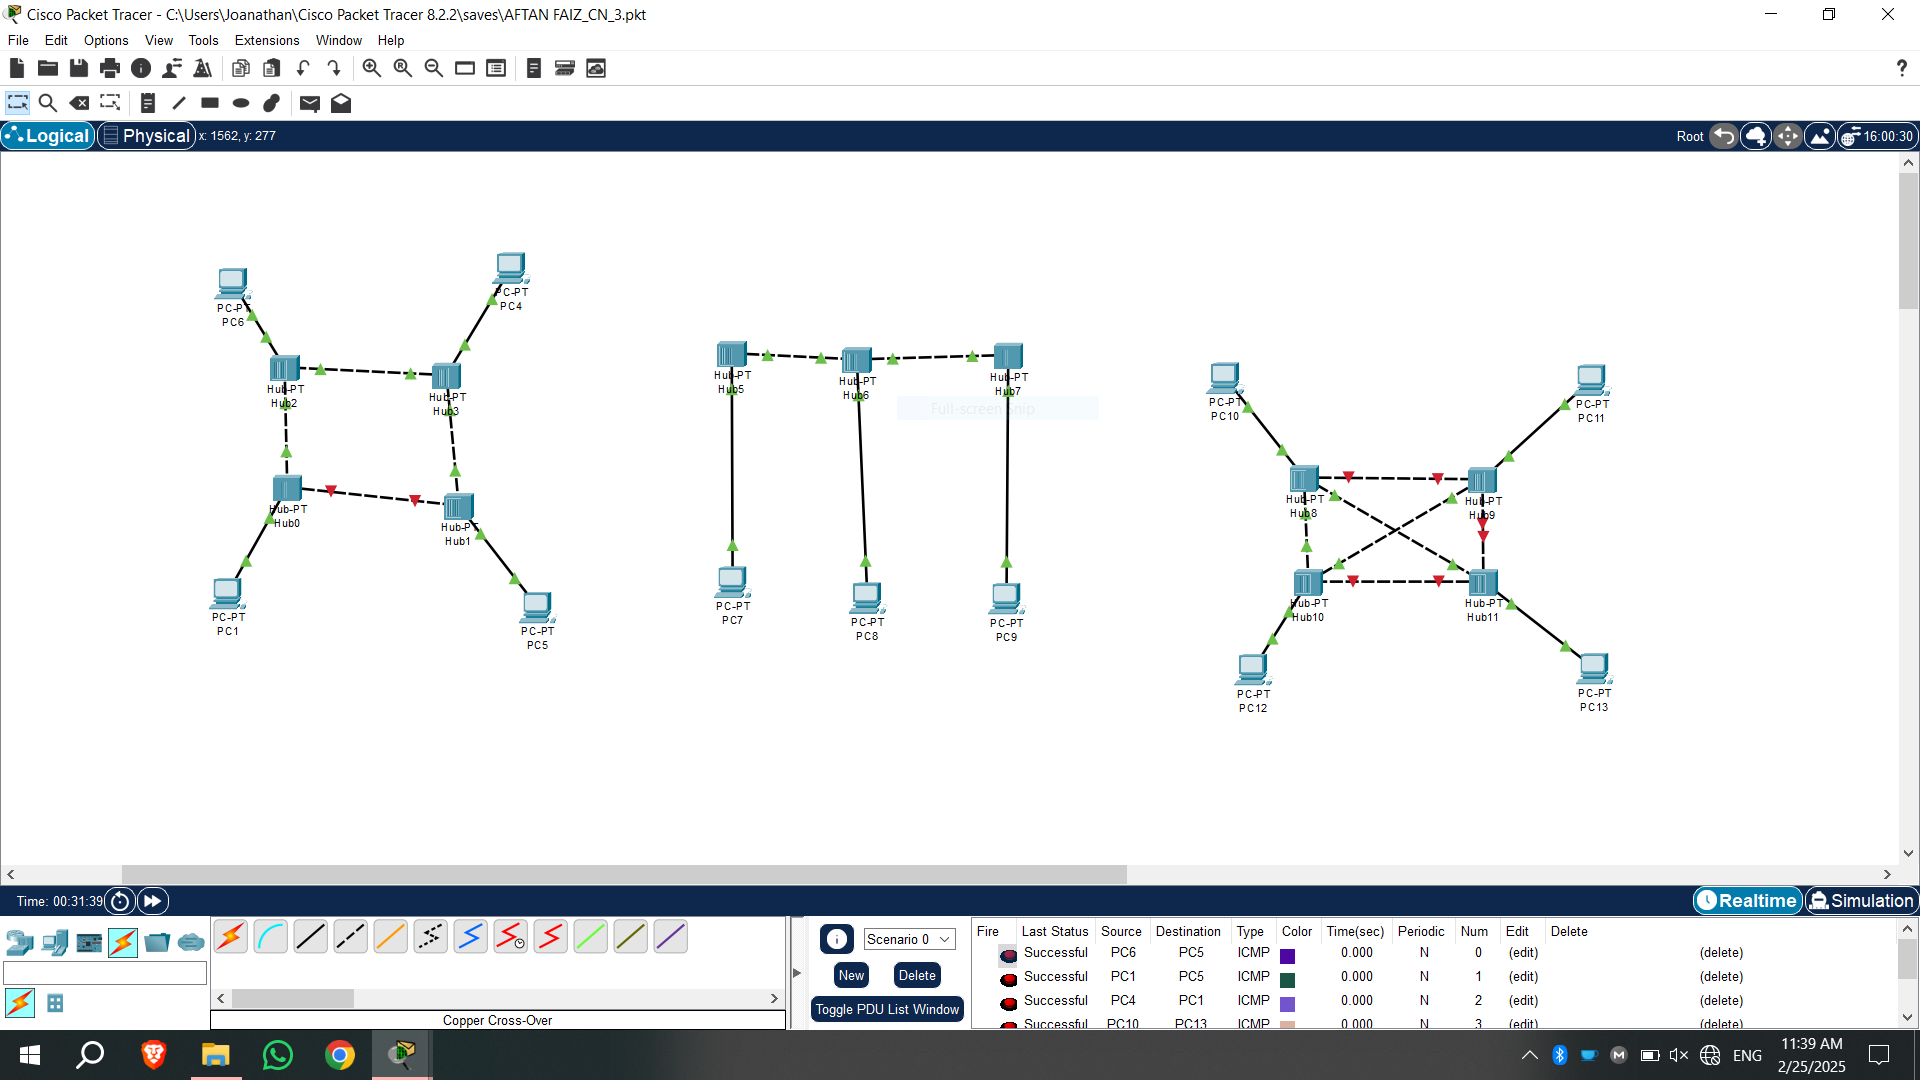 Cisco Packet Tracer - C:\Users\Joanathan\Cisco Packet Tracer 8.2.2\saves\AFTAN FAIZ_CN_3.pkt
File Edit Options View Tools Extensions Window Help
Logical Physical x: 1562, y: 277 Root 16:00:30
PC-PT
PC6
PC-PT
PC4
Hub-PT
Hub2
Hub-PT
Hub3
Hub-PT
Hub0
Hub-PT
Hub1
PC-PT
PC1
PC-PT
PC5
Hub-PT
Hub5
Hub-PT
Hub6
Hub-PT
Hub7
Full-screen Snip
PC-PT
PC7
PC-PT
PC8
PC-PT
PC9
PC-PT
PC10
PC-PT
PC11
Hub-PT
Hub8
Hub-PT
Hub9
Hub-PT
Hub10
Hub-PT
Hub11
PC-PT
PC12
PC-PT
PC13
Time: 00:31:39 Realtime Simulation
Copper Cross-Over
Scenario 0
New Delete
Toggle PDU List Window
Fire Last Status Source Destination Type Color Time(sec) Periodic Num Edit Delete
Successful PC6 PC5 ICMP 0.000 N 0 (edit) (delete)
Successful PC1 PC5 ICMP 0.000 N 1 (edit) (delete)
Successful PC4 PC1 ICMP 0.000 N 2 (edit) (delete)
Successful PC10 PC13 ICMP 0.000 N 3 (edit) (delete)
ENG
11:39 AM
2/25/2025